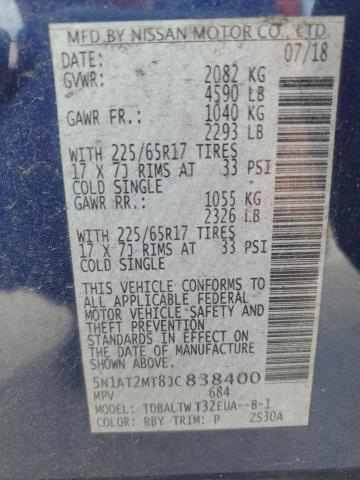 MFD BY NISSAN MOTOR CO., LTD.
DATE: 07/18
GVWR: 2082 KG
4590 LB
GAWR FR.: 1040 KG
2293 LB
WITH 225/65R17 TIRES
17 X 7J RIMS AT 33 PSI
COLD SINGLE
GAWR RR.: 1055 KG
2326 LB
WITH 225/65R17 TIRES
17 X 7J RIMS AT 33 PSI
COLD SINGLE
THIS VEHICLE CONFORMS TO
ALL APPLICABLE FEDERAL
MOTOR VEHICLE SAFETY AND
THEFT PREVENTION
STANDARDS IN EFFECT ON
THE DATE OF MANUFACTURE
SHOWN ABOVE.
5N1AT2MT8JC838400
MPV 684
MODEL: TDBALTWT32EUA--B-1
COLOR: RBY TRIM: P ZS30A